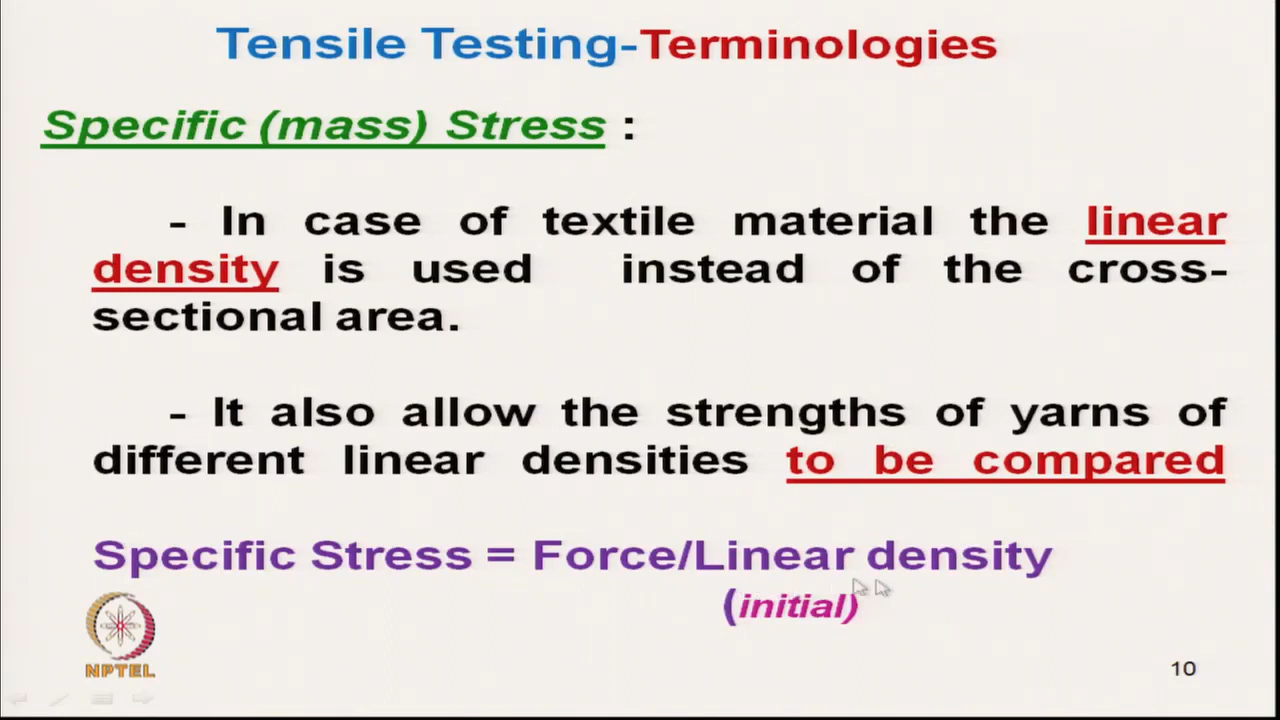 Tensile Testing-Terminologies
Specific (mass) Stress :
- In case of textile material the linear
density is used instead of the cross-
sectional area.
- It also allow the strengths of yarns of
different linear densities to be compared
Specific Stress = Force/Linear density
(initial)
NPTEL
10